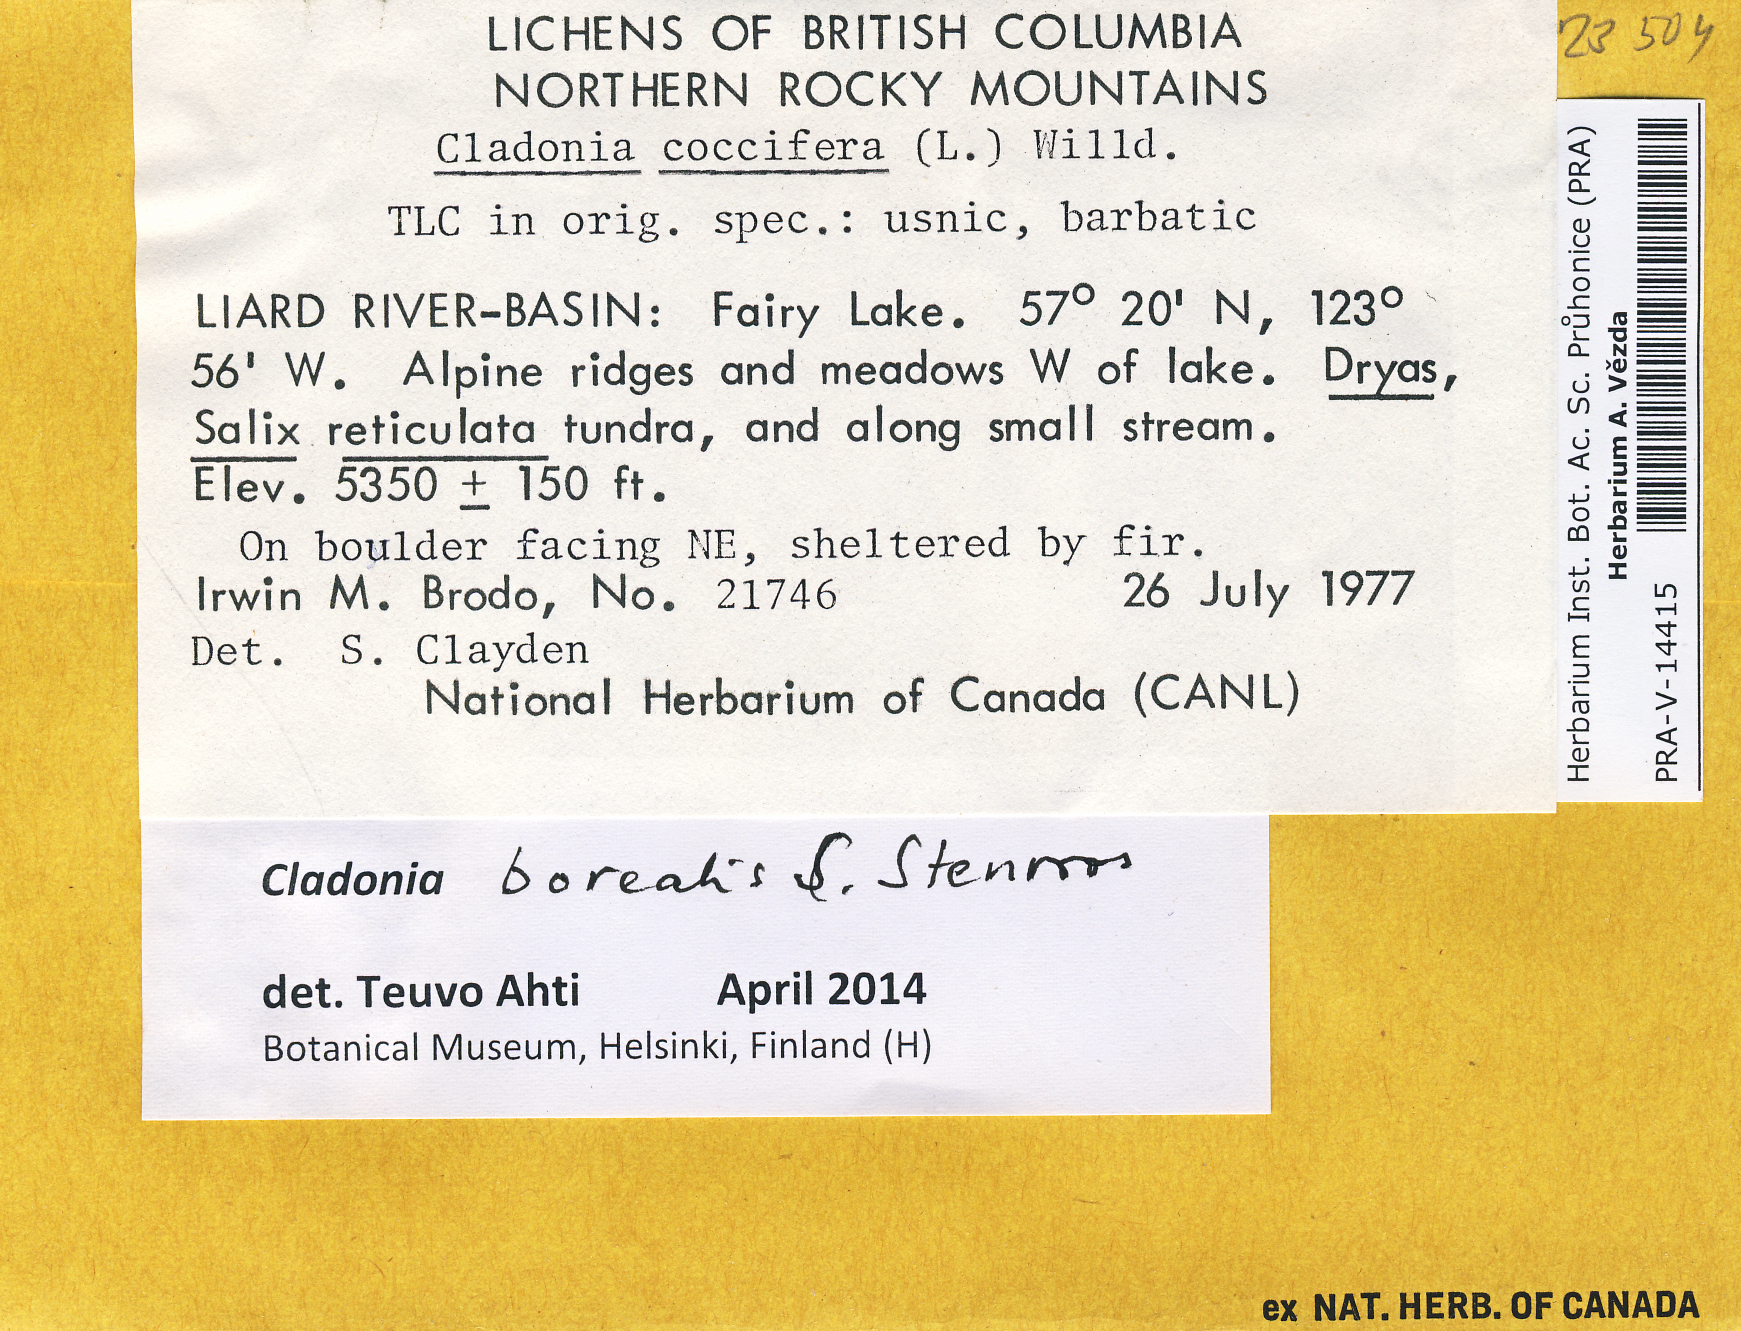 LICHENS OF BRITISH COLUMBIA
NORTHERN ROCKY MOUNTAINS
Cladonia coccifera (L.) Willd.
TLC in orig. spec.: usnic, barbatic
LIARD RIVER-BASIN: Fairy Lake. 57° 20' N, 123°
56' W. Alpine ridges and meadows W of lake. Dryas,
Salix reticulata tundra, and along small stream.
Elev. 5350 ± 150 ft.
On boulder facing NE, sheltered by fir.
Irwin M. Brodo, No. 21746 26 July 1977
Det. S. Clayden
National Herbarium of Canada (CANL)
23 504
Herbarium Inst. Bot. Ac. Sc. Průhonice (PRA)
Herbarium A. Vězda
PRA-V-14415
Cladonia borealis S. Stenroos
det. Teuvo Ahti April 2014
Botanical Museum, Helsinki, Finland (H)
ex NAT. HERB. OF CANADA